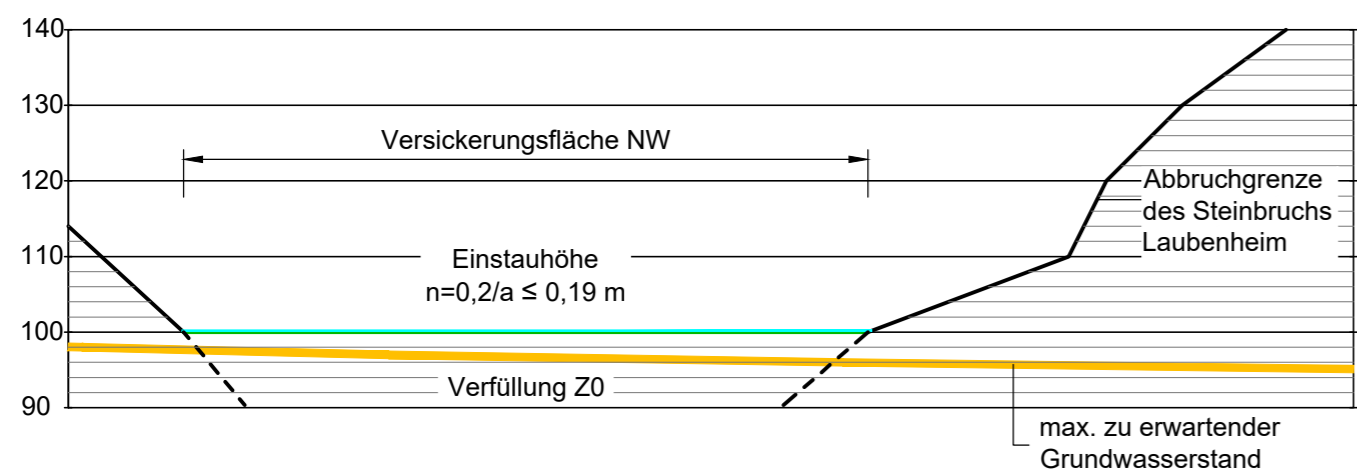 140
130
Versickerungsfläche NW
120
Abbruchgrenze
des Steinbruchs
Laubenheim
110
Einstauhöhe
n=0,2/a ≤ 0,19 m
100
Verfüllung Z0
90
max. zu erwartender
Grundwasserstand